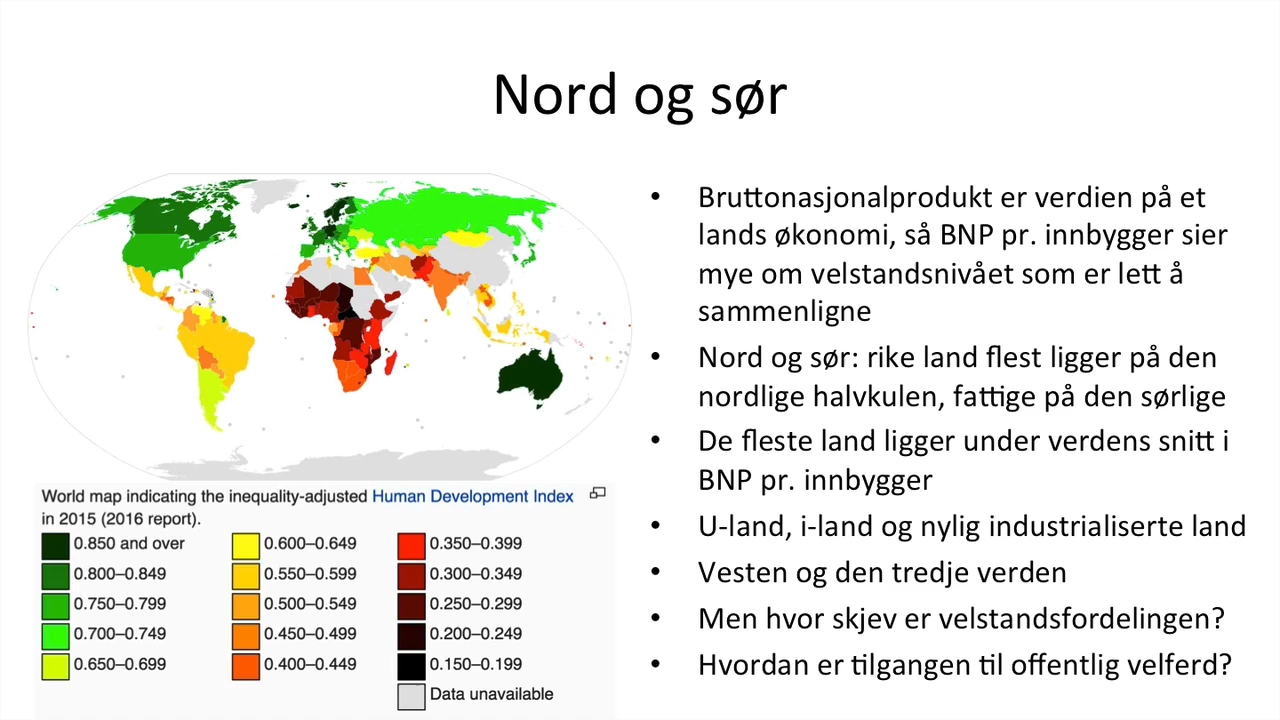 Nord og sør
• Bruttonasjonalprodukt er verdien på et
lands økonomi, så BNP pr. innbygger sier
mye om velstandsnivået som er lett å
sammenligne
• Nord og sør: rike land flest ligger på den
nordlige halvkulen, fattige på den sørlige
• De fleste land ligger under verdens snitt i
BNP pr. innbygger
• U-land, i-land og nylig industrialiserte land
• Vesten og den tredje verden
• Men hvor skjev er velstandsfordelingen?
• Hvordan er tilgangen til offentlig velferd?
World map indicating the inequality-adjusted Human Development Index
in 2015 (2016 report).
0.850 and over
0.800–0.849
0.750–0.799
0.700–0.749
0.650–0.699
0.600–0.649
0.550–0.599
0.500–0.549
0.450–0.499
0.400–0.449
0.350–0.399
0.300–0.349
0.250–0.299
0.200–0.249
0.150–0.199
Data unavailable